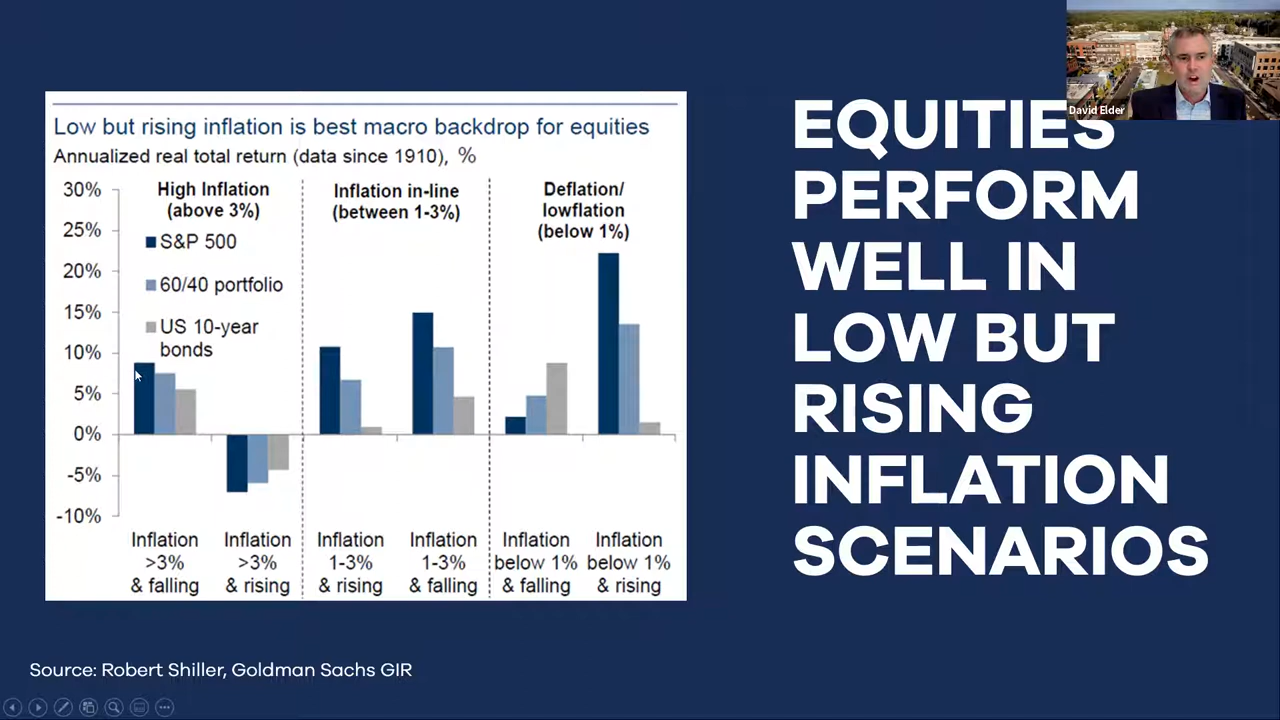 David Elder
EQUITIES
PERFORM
WELL IN
LOW BUT
RISING
INFLATION
SCENARIOS
Low but rising inflation is best macro backdrop for equities
Annualized real total return (data since 1910), %
30%
25%
20%
15%
10%
5%
0%
-5%
-10%
High Inflation
(above 3%)
S&P 500
60/40 portfolio
US 10-year
bonds
Inflation in-line
(between 1-3%)
Deflation/
lowflation
(below 1%)
Inflation
>3%
& falling
Inflation
>3%
& rising
Inflation
1-3%
& rising
Inflation
1-3%
& falling
Inflation
below 1%
& falling
Inflation
below 1%
& rising
Source: Robert Shiller, Goldman Sachs GIR